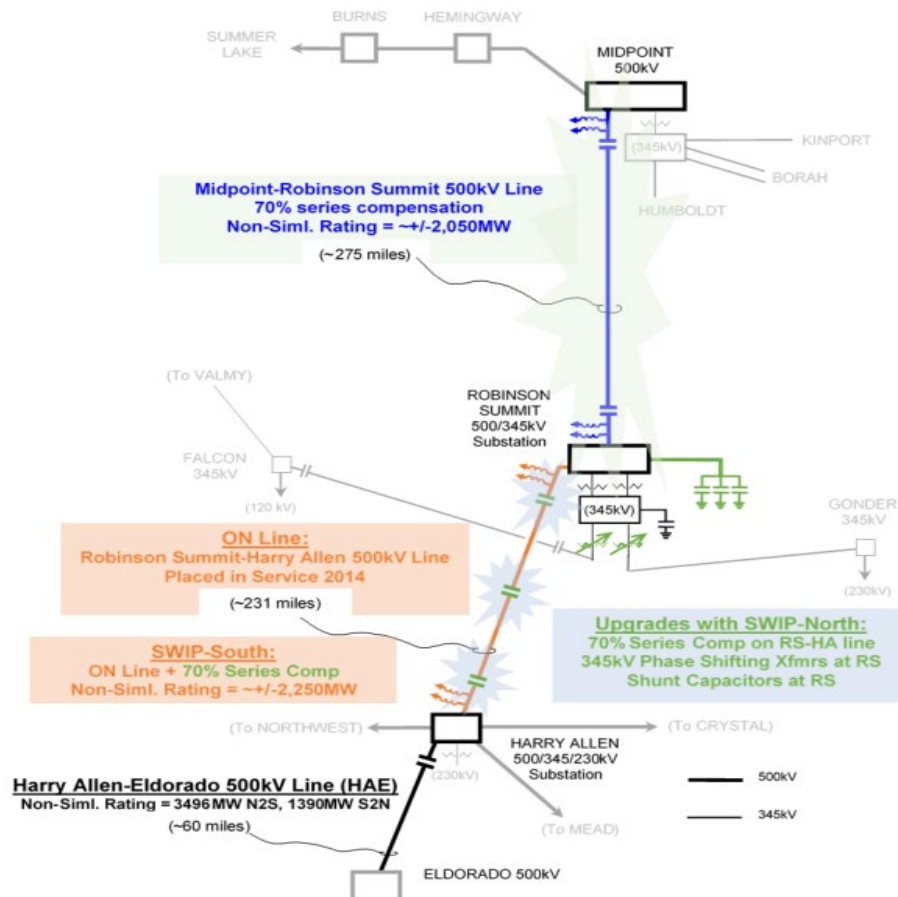 BURNS
HEMINGWAY
SUMMER
LAKE
MIDPOINT
500kV
(345kV)
KINPORT
BORAH
HUMBOLDT
Midpoint-Robinson Summit 500kV Line
70% series compensation
Non-Siml. Rating = ~+/-2,050MW
(~275 miles)
(To VALMY)
ROBINSON
SUMMIT
500/345kV
Substation
FALCON
345kV
(120 kV)
(345kV)
GONDER
345kV
(230kV)
ON Line:
Robinson Summit-Harry Allen 500kV Line
Placed in Service 2014
(~231 miles)
Upgrades with SWIP-North:
70% Series Comp on RS-HA line
345kV Phase Shifting Xfmrs at RS
Shunt Capacitors at RS
SWIP-South:
ON Line + 70% Series Comp
Non-Siml. Rating = ~+/-2,250MW
(To NORTHWEST)
(To CRYSTAL)
HARRY ALLEN
500/345/230kV
Substation
(230kV)
Harry Allen-Eldorado 500kV Line (HAE)
Non-Siml. Rating = 3496MW N2S, 1390MW S2N
(~60 miles)
(To MEAD)
500kV
345kV
ELDORADO 500kV